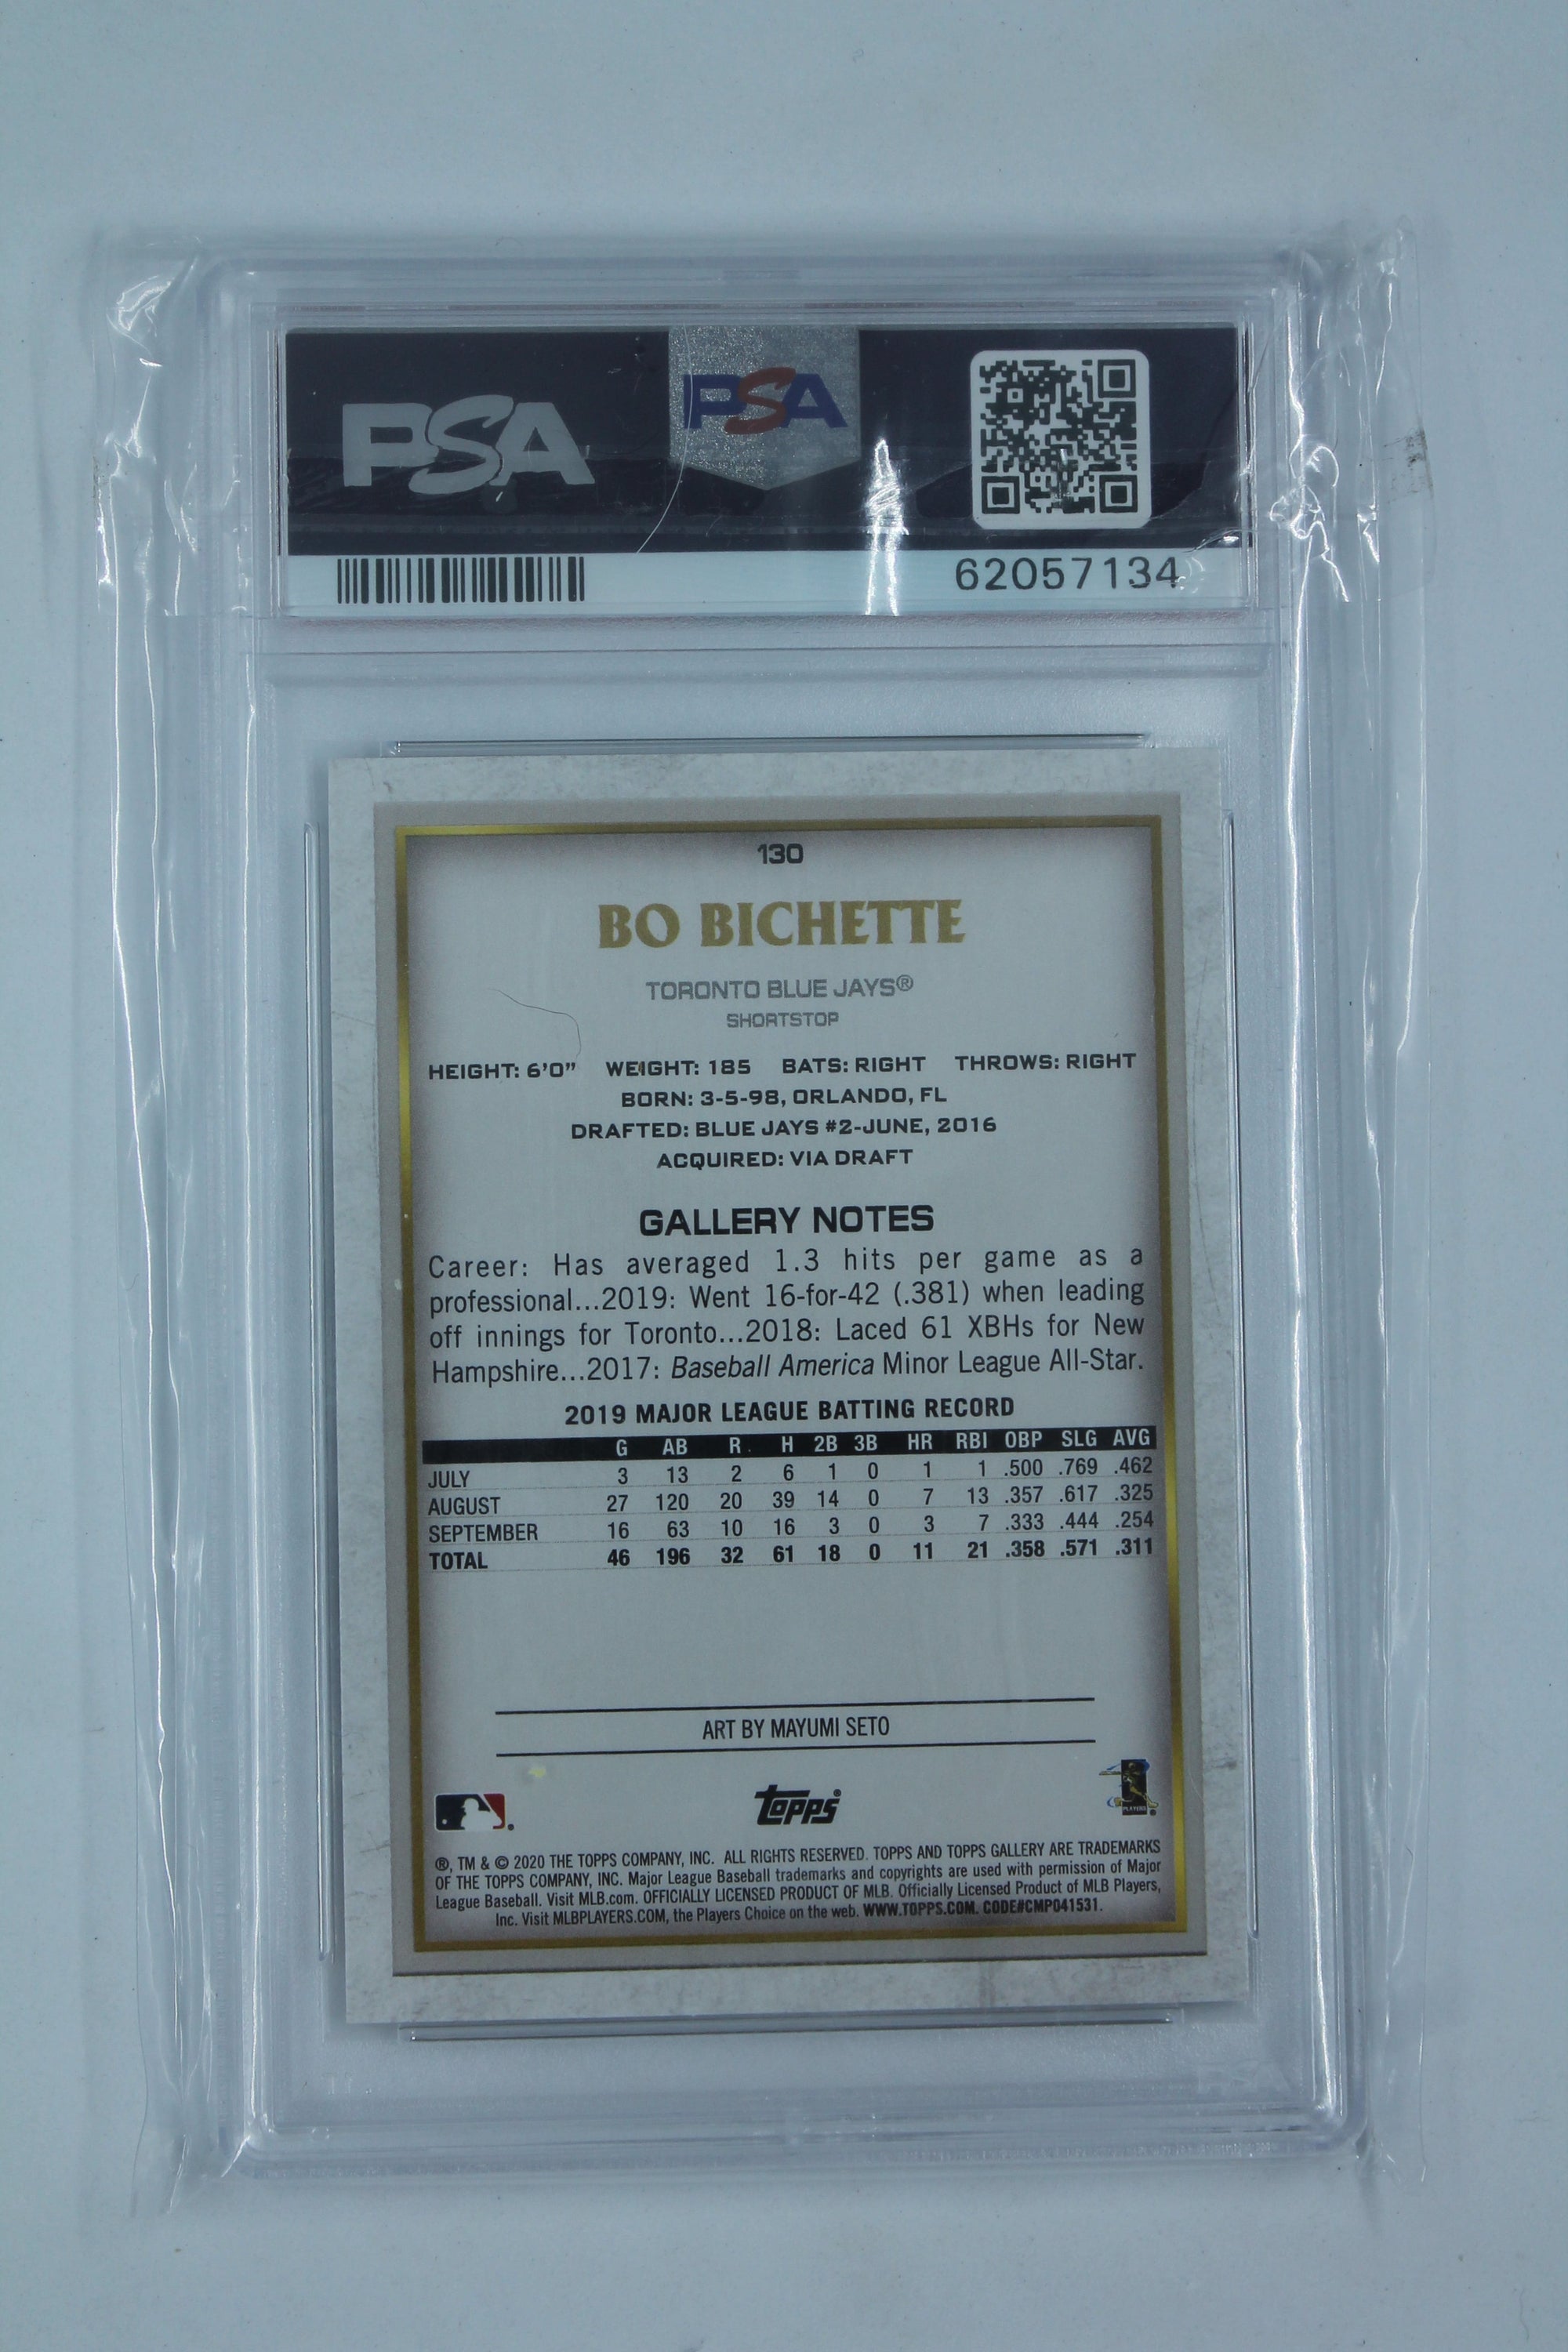 PSA
PSA
62057134
130
BO BICHETTE
TORONTO BLUE JAYS®
SHORTSTOP
HEIGHT: 6'0" WEIGHT: 185 BATS: RIGHT THROWS: RIGHT
BORN: 3-5-98, ORLANDO, FL
DRAFTED: BLUE JAYS #2-JUNE, 2016
ACQUIRED: VIA DRAFT
GALLERY NOTES
Career: Has averaged 1.3 hits per game as a
professional...2019: Went 16-for-42 (.381) when leading
off innings for Toronto...2018: Laced 61 XBHs for New
Hampshire...2017: Baseball America Minor League All-Star.
2019 MAJOR LEAGUE BATTING RECORD
G AB R H 2B 3B HR RBI OBP SLG AVG
JULY 3 13 2 6 1 0 1 1 .500 .769 .462
AUGUST 27 120 20 39 14 0 7 13 .357 .617 .325
SEPTEMBER 16 63 10 16 3 0 3 7 .333 .444 .254
TOTAL 46 196 32 61 18 0 11 21 .358 .571 .311
ART BY MAYUMI SETO
Topps®
PLAYERS
®, TM & © 2020 THE TOPPS COMPANY, INC. ALL RIGHTS RESERVED. TOPPS AND TOPPS GALLERY ARE TRADEMARKS
OF THE TOPPS COMPANY, INC. Major League Baseball trademarks and copyrights are used with permission of Major
League Baseball. Visit MLB.com. OFFICIALLY LICENSED PRODUCT OF MLB. Officially Licensed Product of MLB Players,
Inc. Visit MLBPLAYERS.COM, the Players Choice on the web. WWW.TOPPS.COM. CODE#CMP041531.